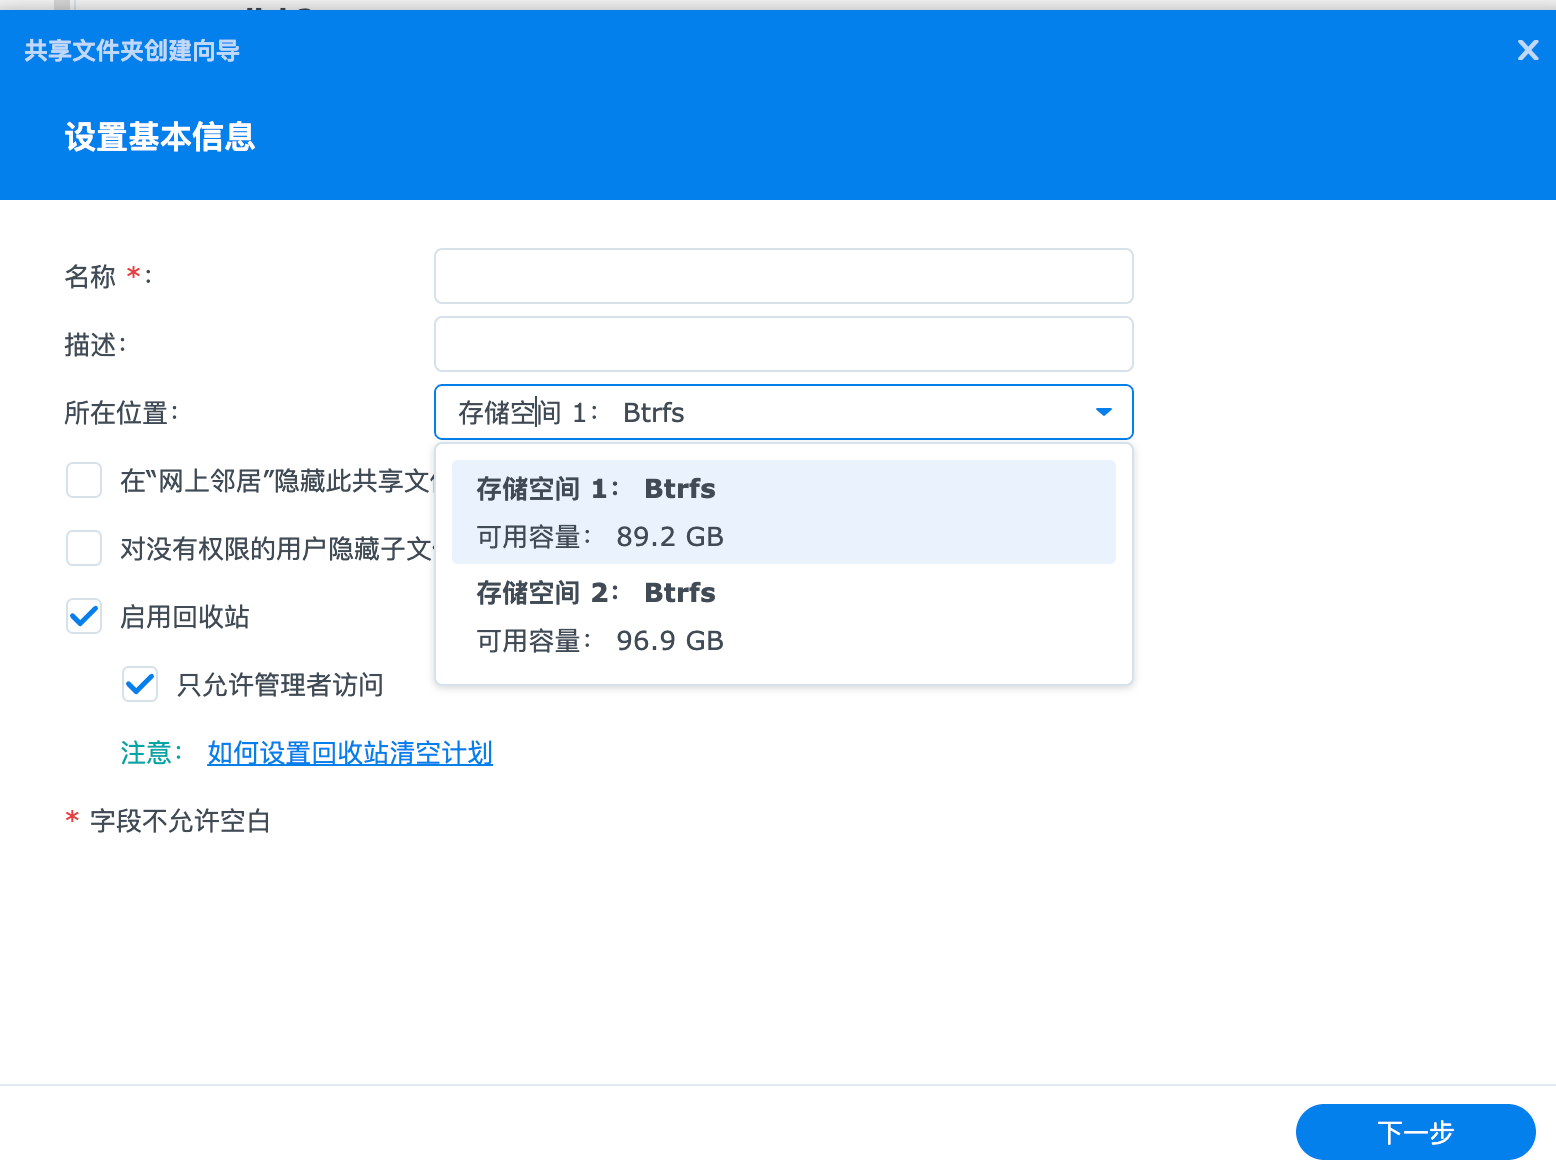 共享文件夹创建向导
设置基本信息
名称 *:
描述:
所在位置:
存储空间 1: Btrfs
存储空间 1: Btrfs
可用容量: 89.2 GB
存储空间 2: Btrfs
可用容量: 96.9 GB
在“网上邻居”隐藏此共享文
对没有权限的用户隐藏子文
启用回收站
只允许管理者访问
注意: 如何设置回收站清空计划
* 字段不允许空白
下一步